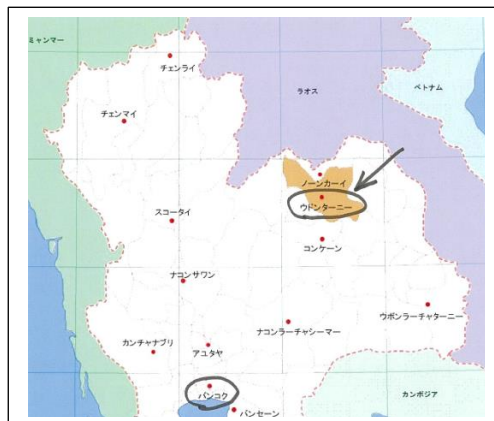 ミャンマー
チェンライ
ラオス
ベトナム
チェンマイ
ノーンカーイ
ウドンターニー
スコータイ
コンケーン
ナコンサワン
ウボンラーチャターニー
ナコンラーチャシーマー
カンチャナブリ
アユタヤ
バンコク
バンセーン
カンボジア